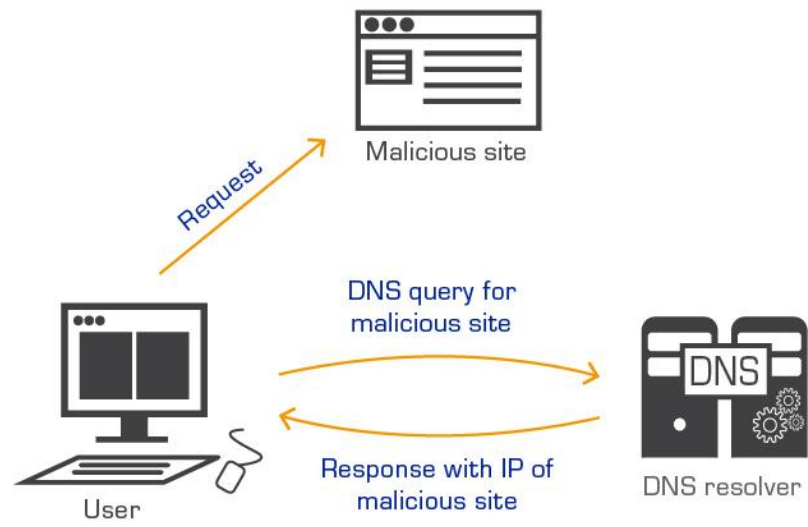 Malicious site
Request
DNS query for
malicious site
DNS
Response with IP of
malicious site
User
DNS resolver